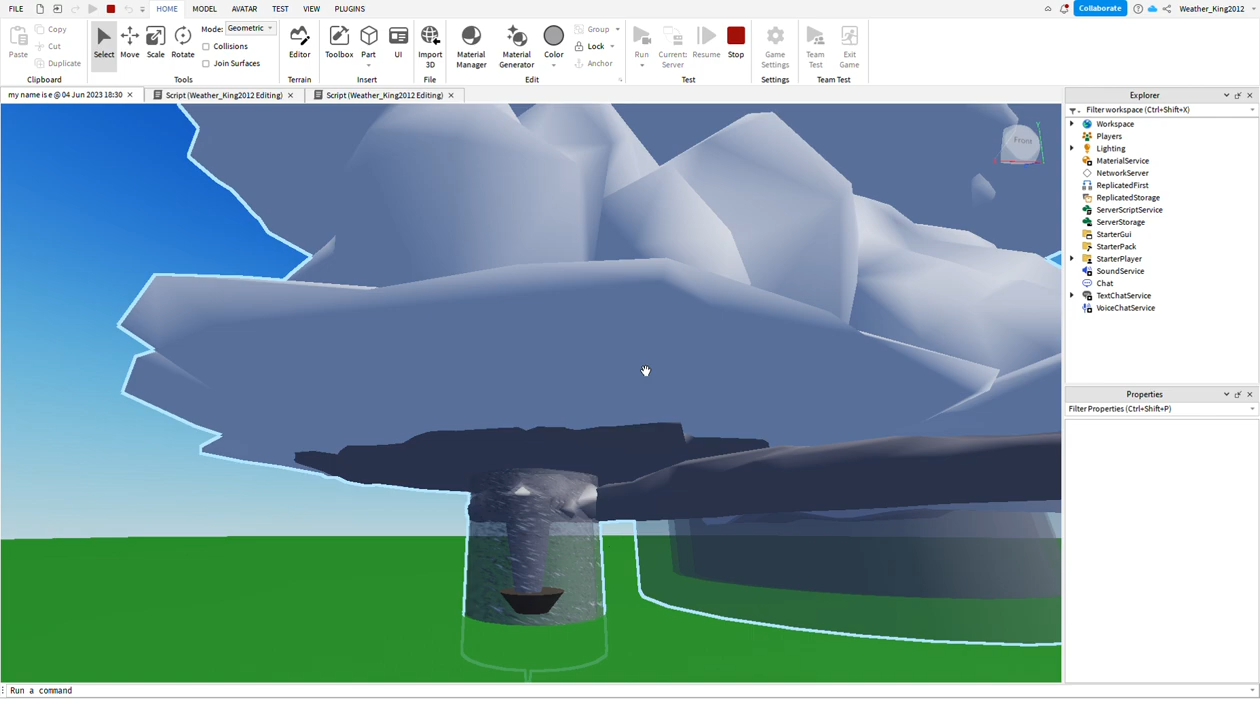 FILE HOME MODEL AVATAR TEST VIEW PLUGINS Collaborate Weather_King2012
Paste Copy Cut Duplicate Select Move Scale Rotate Mode: Geometric Collisions Join Surfaces Editor Toolbox Part UI Import 3D Material Manager Material Generator Color Group Lock Anchor Run Current: Server Resume Stop Game Settings Team Test Exit Game
Clipboard Tools Terrain Insert File Edit Test Settings Team Test
my name is e @ 04 Jun 2023 18:30 Script (Weather_King2012 Editing) Script (Weather_King2012 Editing)
Explorer
Filter workspace (Ctrl+Shift+X)
Workspace
Players
Lighting
MaterialService
NetworkServer
ReplicatedFirst
ReplicatedStorage
ServerScriptService
ServerStorage
StarterGui
StarterPack
StarterPlayer
SoundService
Chat
TextChatService
VoiceChatService
Front
Y
Properties
Filter Properties (Ctrl+Shift+P)
Run a command